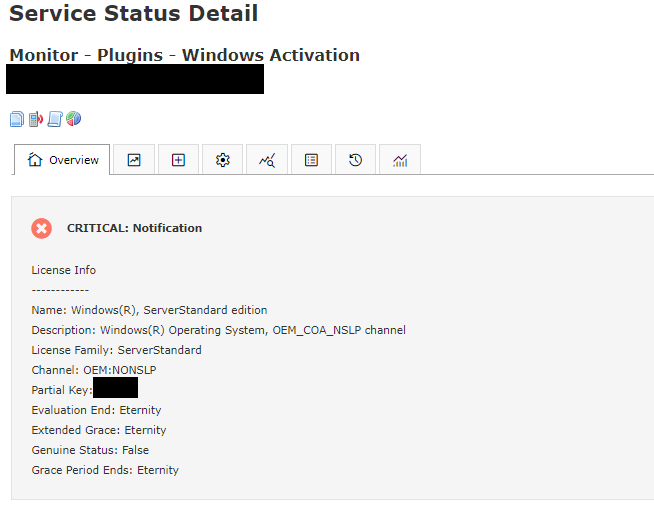 Service Status Detail
Monitor - Plugins - Windows Activation
Overview
CRITICAL: Notification
License Info
------------
Name: Windows(R), ServerStandard edition
Description: Windows(R) Operating System, OEM_COA_NSLP channel
License Family: ServerStandard
Channel: OEM:NONSLP
Partial Key:
Evaluation End: Eternity
Extended Grace: Eternity
Genuine Status: False
Grace Period Ends: Eternity